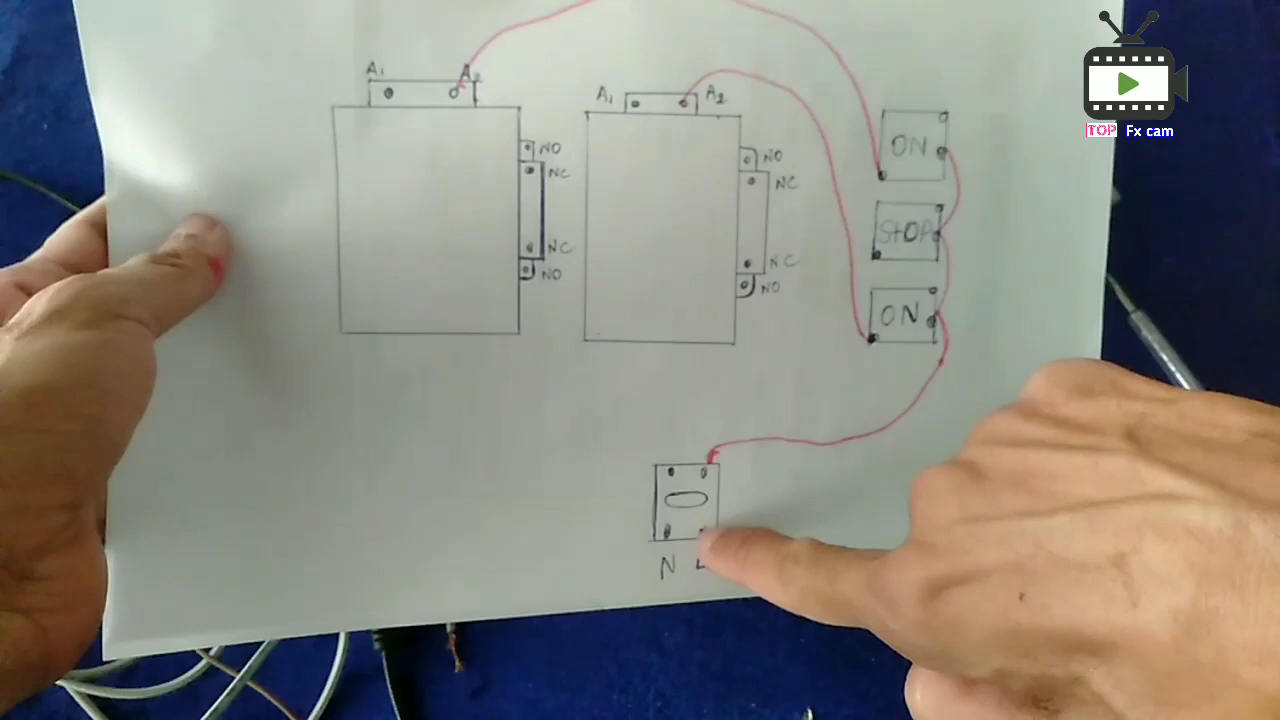 TOP Fx cam
A₁ A₂
A₁ A₂
NO
NC
NC
NO
NO
NC
NC
NO
ON
STOP
ON
N L